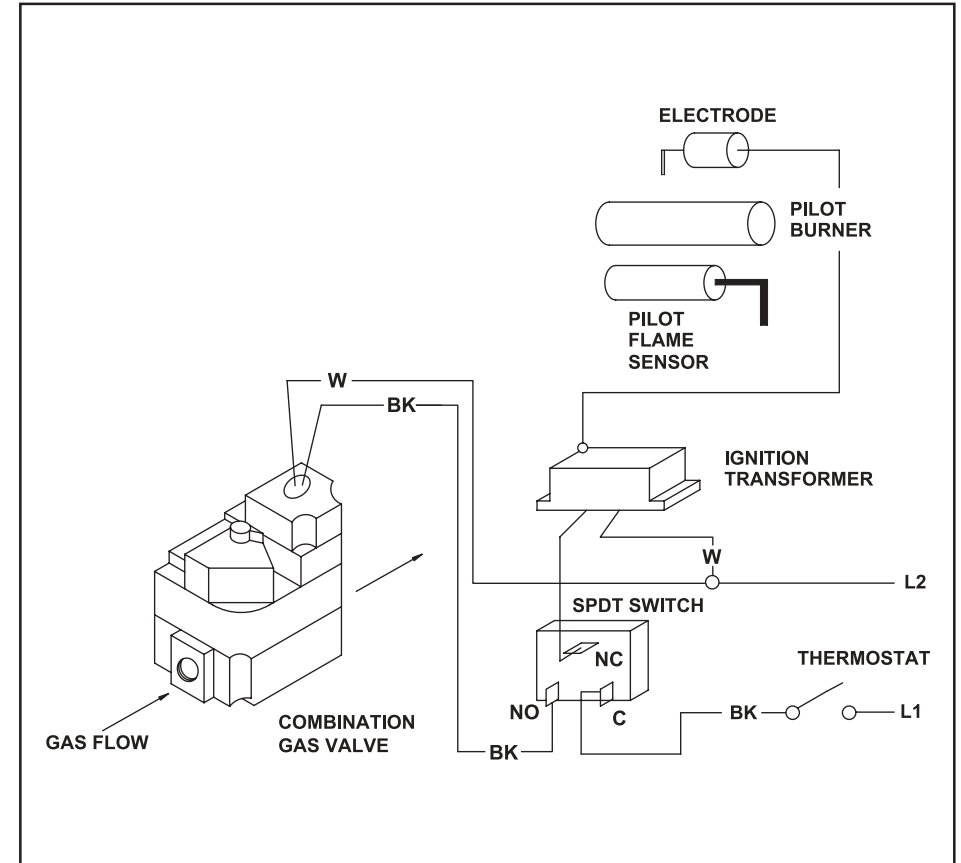 ELECTRODE
PILOT
BURNER
PILOT
FLAME
SENSOR
W
BK
IGNITION
TRANSFORMER
W
L2
SPDT SWITCH
NC
THERMOSTAT
NO
C
BK
L1
COMBINATION
GAS VALVE
GAS FLOW
BK